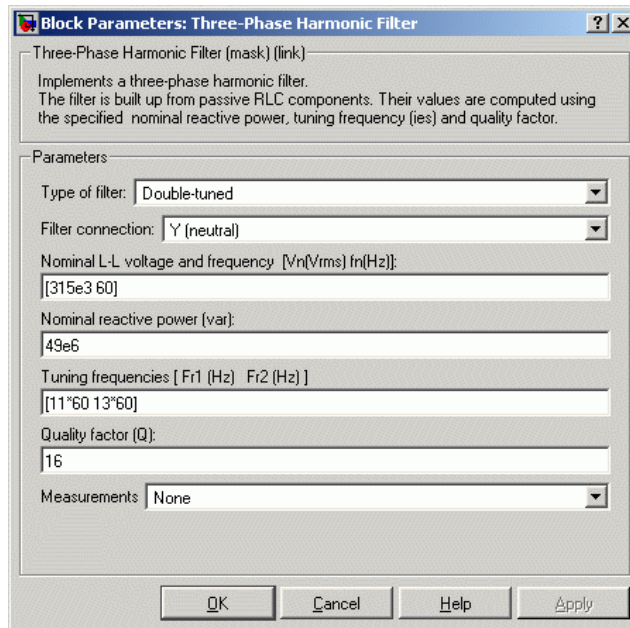 Block Parameters: Three-Phase Harmonic Filter
Three-Phase Harmonic Filter (mask) (link)
Implements a three-phase harmonic filter.
The filter is built up from passive RLC components. Their values are computed using
the specified nominal reactive power, tuning frequency (ies) and quality factor.
Parameters
Type of filter: Double-tuned
Filter connection: Y (neutral)
Nominal L-L voltage and frequency [Vn(Vrms) fn(Hz)]:
[315e3 60]
Nominal reactive power (var):
49e6
Tuning frequencies [ Fr1 (Hz) Fr2 (Hz) ]
[11*60 13*60]
Quality factor (Q):
16
Measurements None
OK Cancel Help Apply